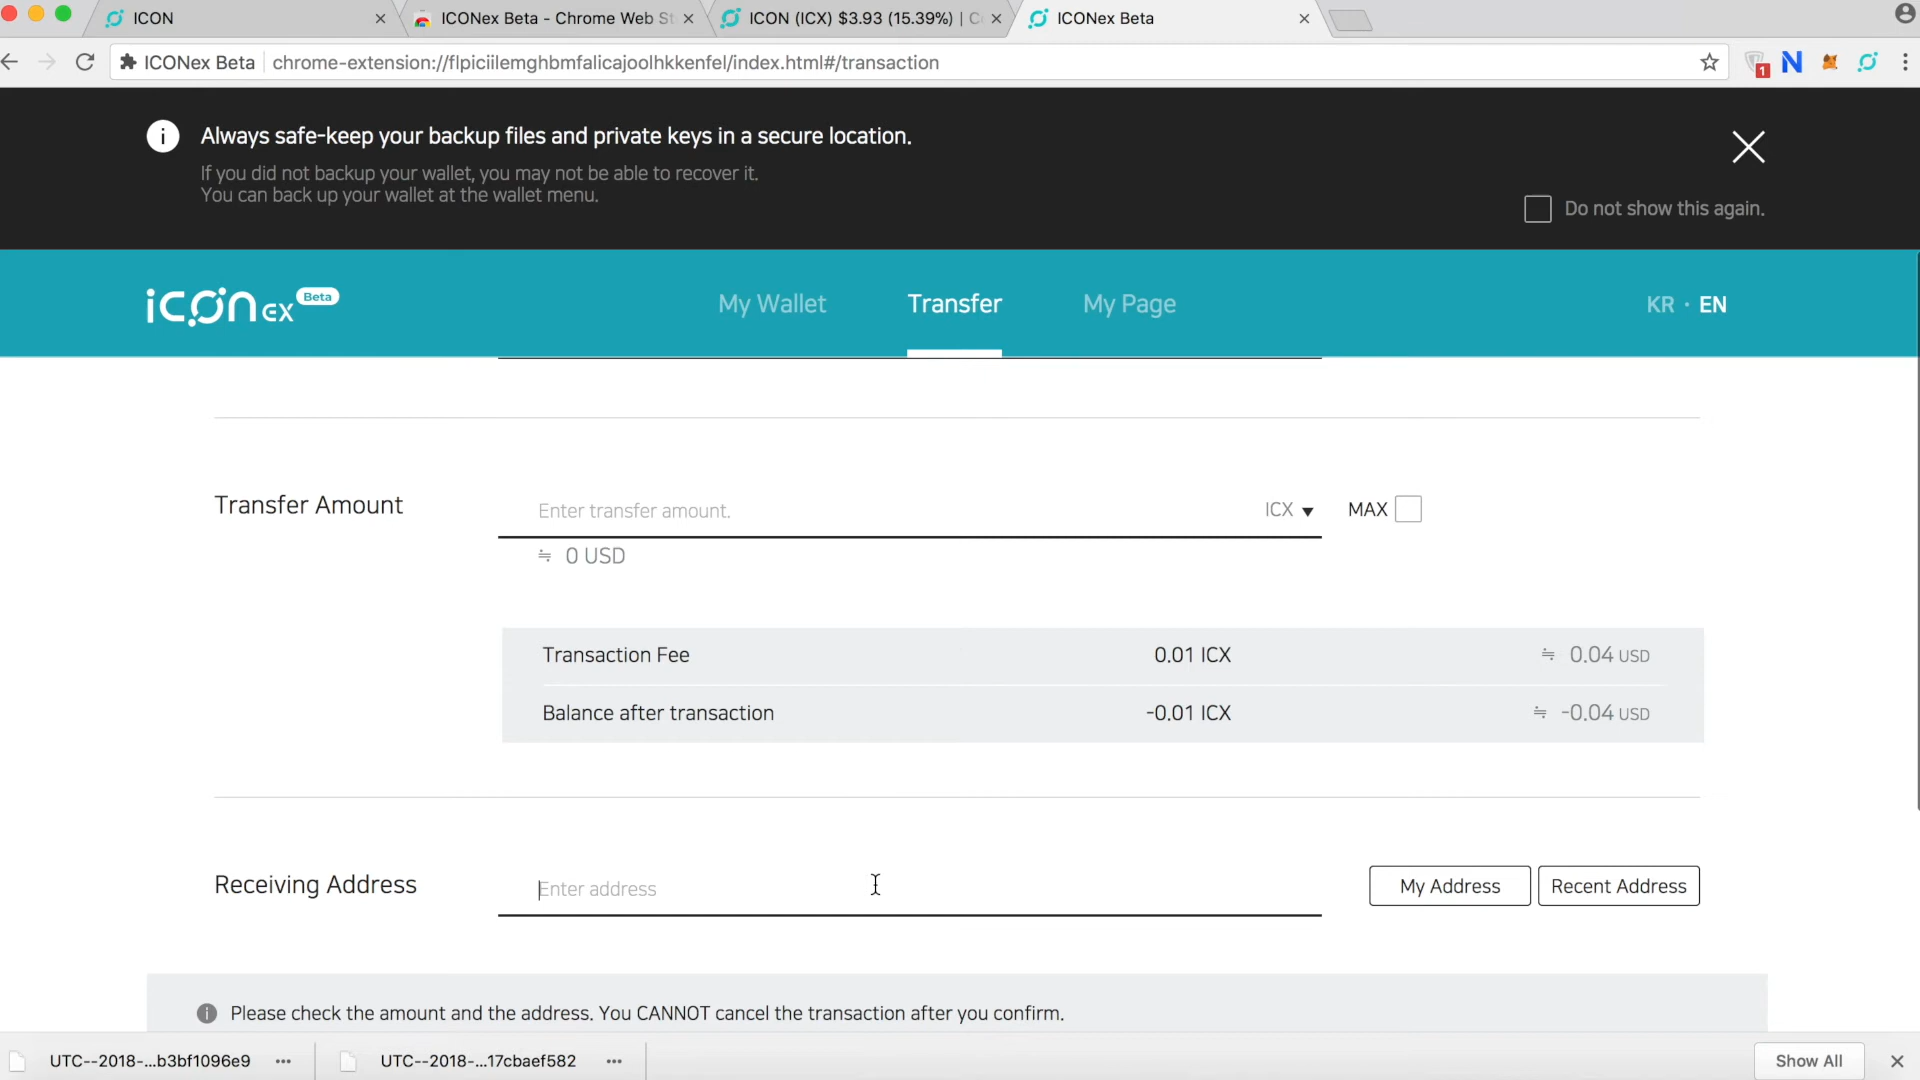 ICON
ICONex Beta - Chrome Web St
ICON (ICX) $3.93 (15.39%) | Co
ICONex Beta
ICONex Beta
chrome-extension://flpiciilemghbmfalicajoolhkkenfel/index.html#/transaction
1
N
i
Always safe-keep your backup files and private keys in a secure location.
If you did not backup your wallet, you may not be able to recover it.
You can back up your wallet at the wallet menu.
Do not show this again.
icon ex Beta
My Wallet
Transfer
My Page
KR · EN
Transfer Amount
Enter transfer amount.
ICX ▼
MAX
≒ 0 USD
Transaction Fee
0.01 ICX
≒ 0.04 USD
Balance after transaction
-0.01 ICX
≒ -0.04 USD
Receiving Address
Enter address
My Address
Recent Address
i Please check the amount and the address. You CANNOT cancel the transaction after you confirm.
UTC--2018-...b3bf1096e9
UTC--2018-...17cbaef582
Show All